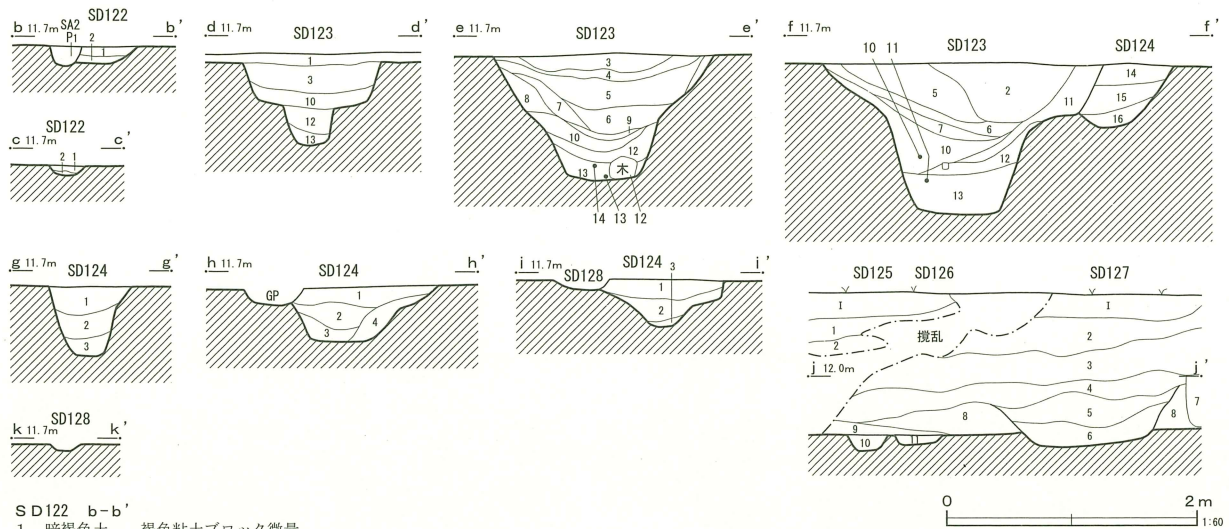 SD122
b 11.7m SA2 P1 2 1 b'
SD123
d 11.7m d'
1
3
10
12
13
SD123
e 11.7m e'
3
4
5
8 7
6 9
10
12
13 木
14 13 12
SD123 SD124
f 11.7m f'
10 11
14
5 2
15
11
16
7 6
10
12
13
SD122
c 11.7m c'
2 1
SD124
g 11.7m g'
1
2
3
SD124
h 11.7m h'
GP 1
2
3 4
SD128 SD124
i 11.7m 3 i'
1
2
SD125 SD126 SD127
I I
1 撹乱 2
2
j 12.0m j'
3
4
5
8 8 7
9 6
10 11
SD128
k 11.7m k'
0 2m
1:60
SD122 b-b'
1 暗褐色土 褐色粘土ブロック微量